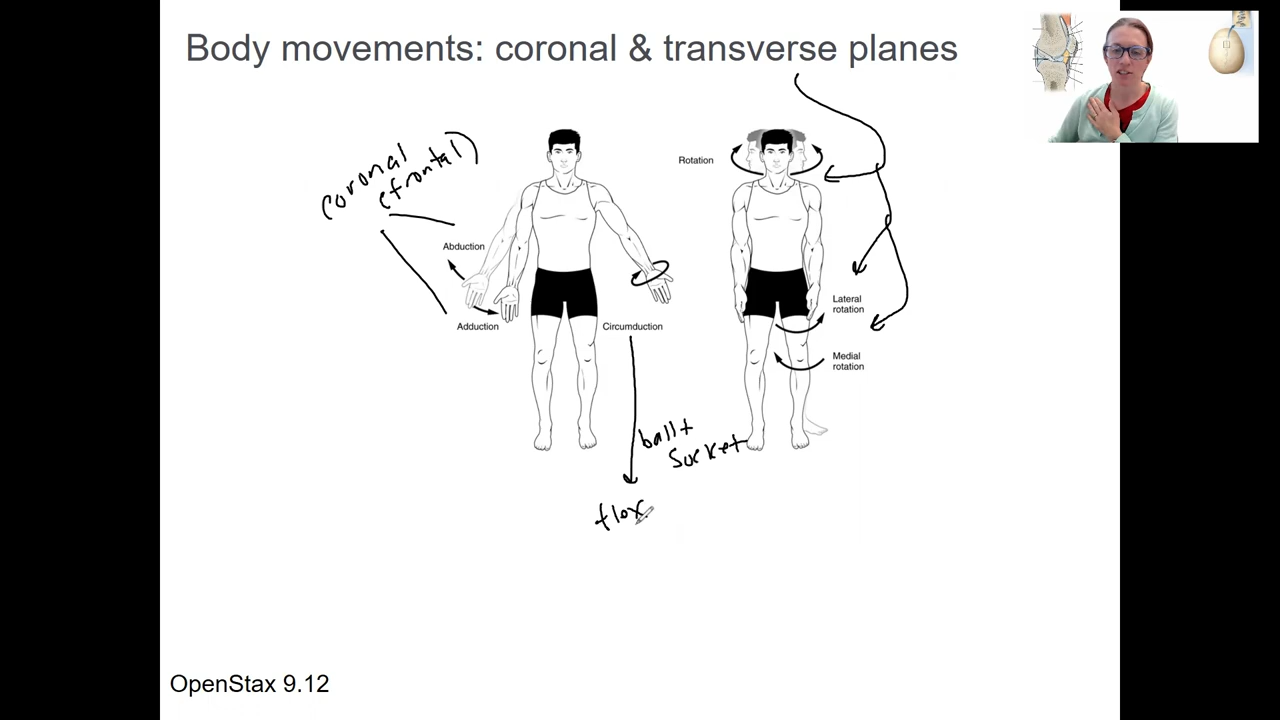 Body movements: coronal & transverse planes
coronal
(frontal)
Rotation
Abduction
Adduction
Circumduction
Lateral
rotation
Medial
rotation
ball +
socket
flex
OpenStax 9.12